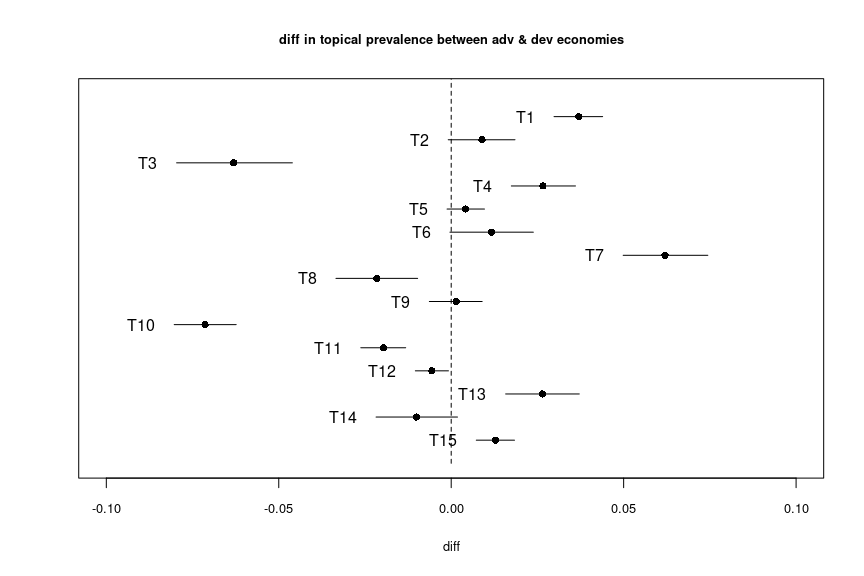 diff in topical prevalence between adv & dev economies
T1
T2
T3
T4
T5
T6
T7
T8
T9
T10
T11
T12
T13
T14
T15
-0.10 -0.05 0.00 0.05 0.10
diff